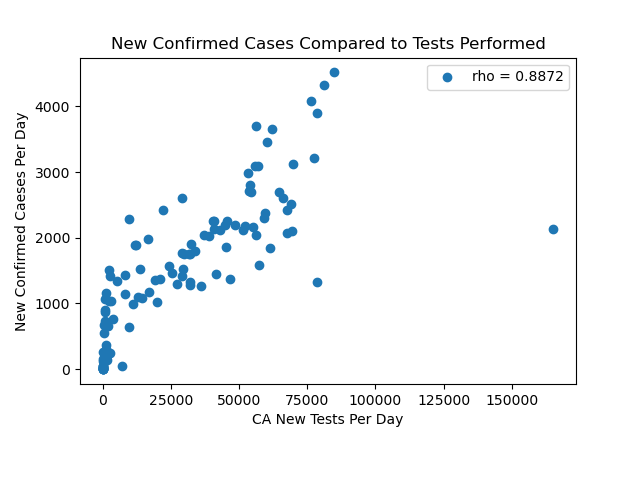 New Confirmed Cases Compared to Tests Performed
rho = 0.8872
New Confirmed Caeses Per Day
4000
3000
2000
1000
0
0 25000 50000 75000 100000 125000 150000
CA New Tests Per Day